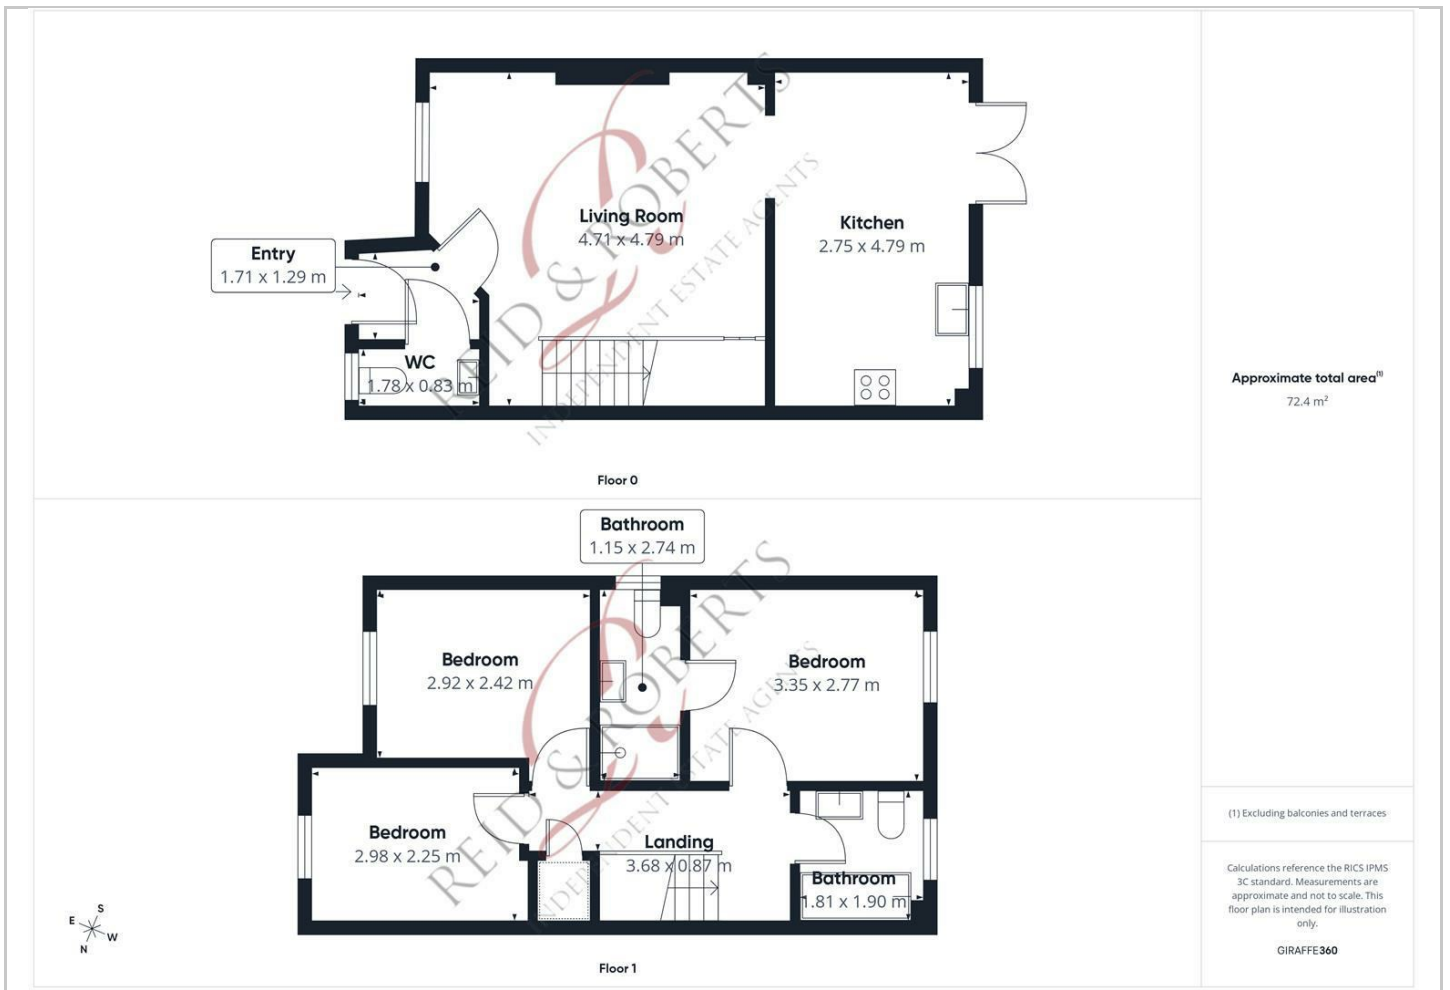 Living Room
4.71 x 4.79 m
Kitchen
2.75 x 4.79 m
Entry
1.71 x 1.29 m
WC
1.78 x 0.83 m
REID & ROBERTS
INDEPENDENT ESTATE AGENTS
Floor 0
Bathroom
1.15 x 2.74 m
Bedroom
2.92 x 2.42 m
Bedroom
3.35 x 2.77 m
Bedroom
2.98 x 2.25 m
Landing
3.68 x 0.87 m
Bathroom
1.81 x 1.90 m
REID & ROBERTS
INDEPENDENT ESTATE AGENTS
S
E
W
N
Floor 1
Approximate total area(1)
72.4 m²
(1) Excluding balconies and terraces
Calculations reference the RICS IPMS
3C standard. Measurements are
approximate and not to scale. This
floor plan is intended for illustration
only.
GIRAFFE360